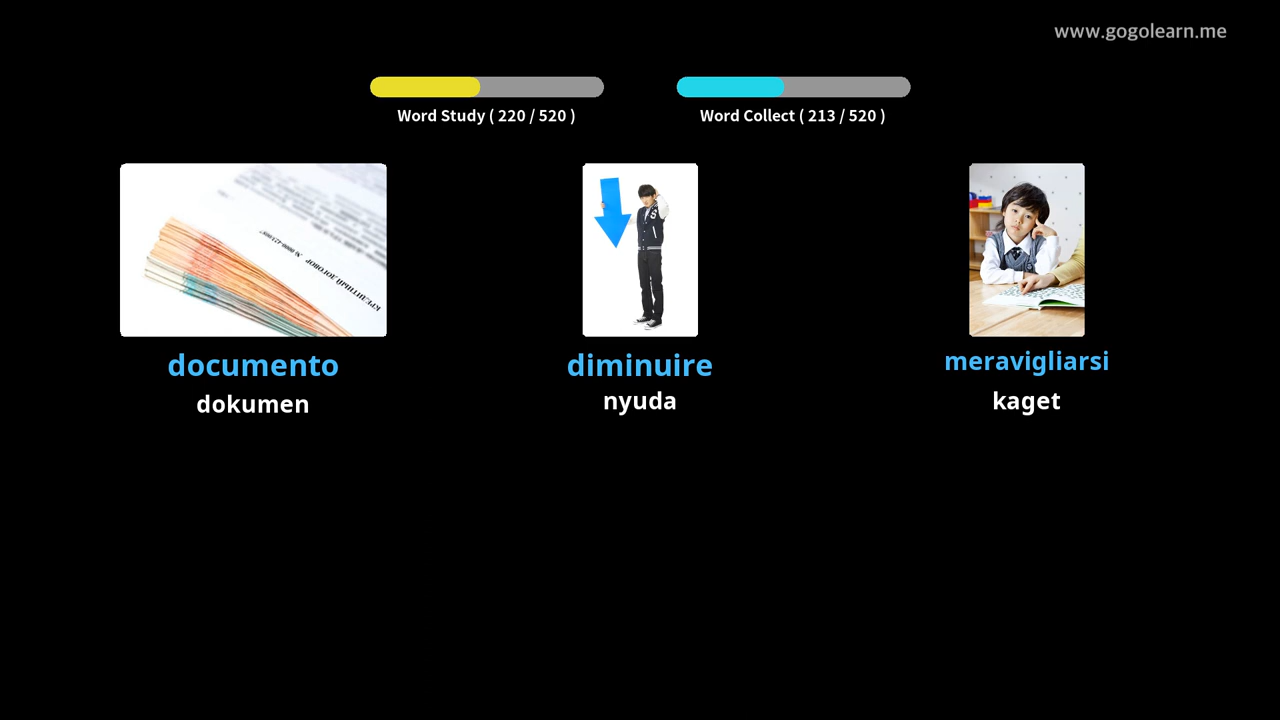 www.gogolearn.me
Word Study ( 220 / 520 )
Word Collect ( 213 / 520 )
documento
diminuire
meravigliarsi
dokumen
nyuda
kaget